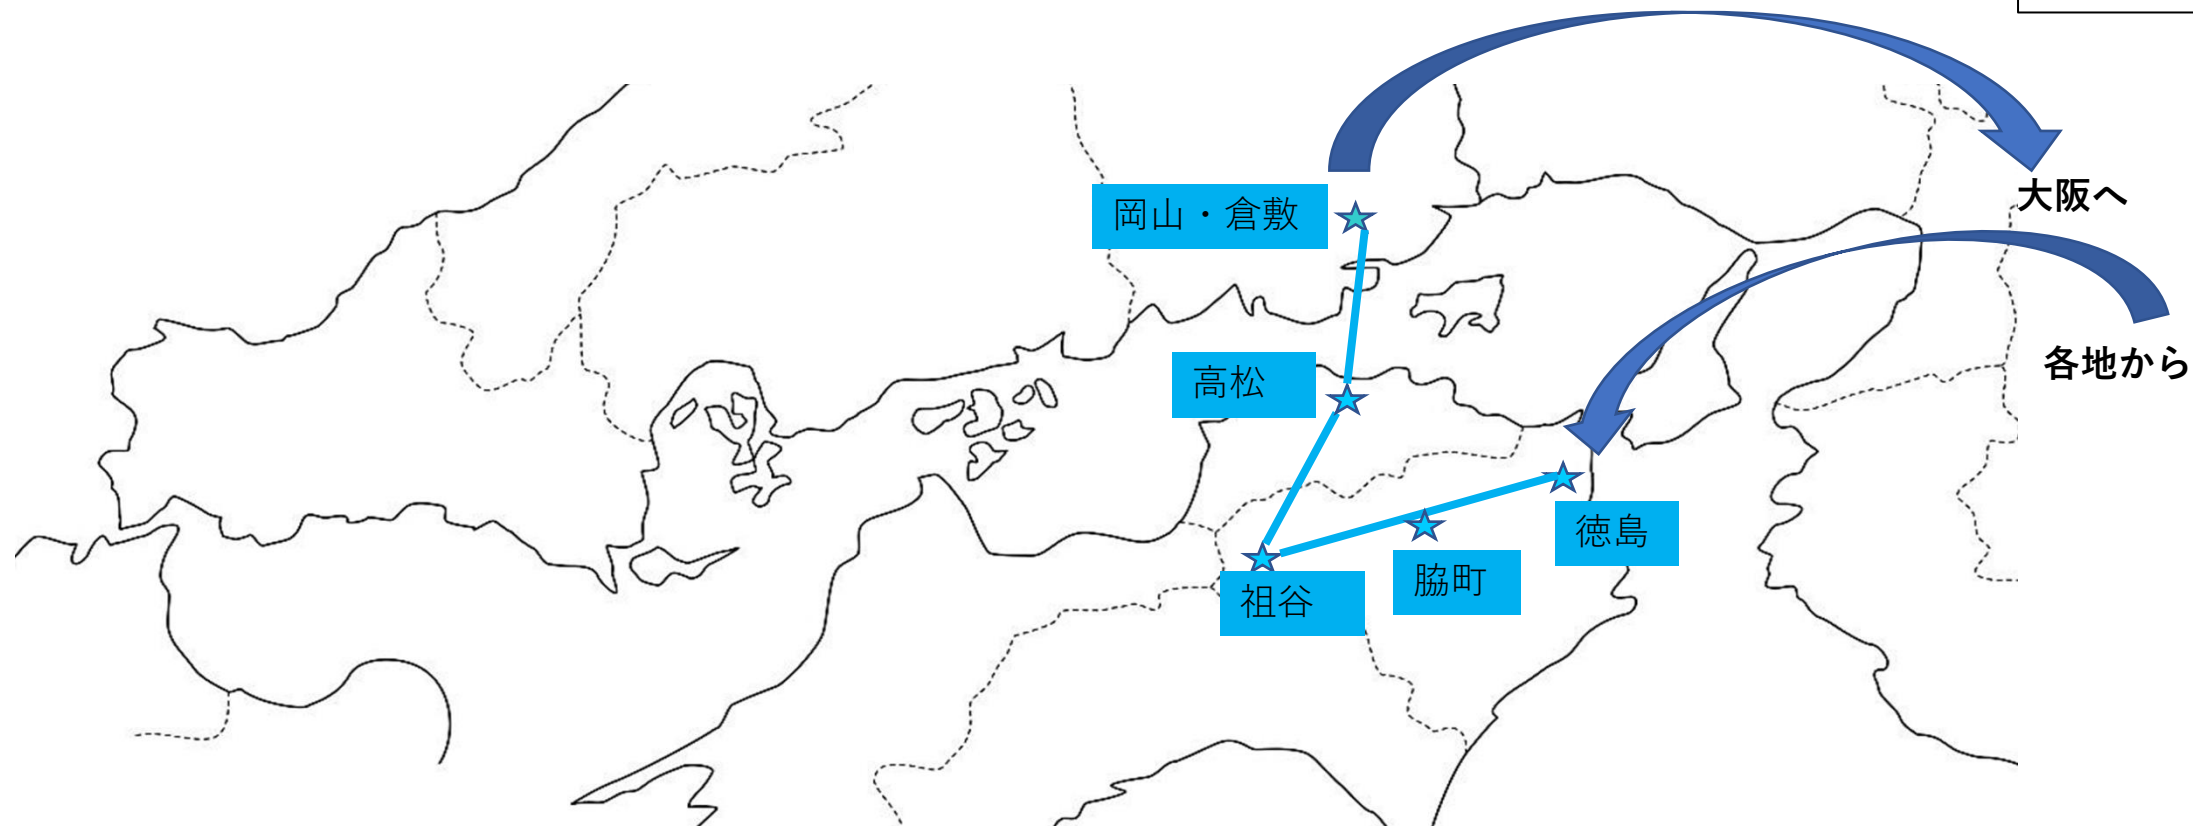 大阪へ
岡山・倉敷
各地から
高松
徳島
脇町
祖谷